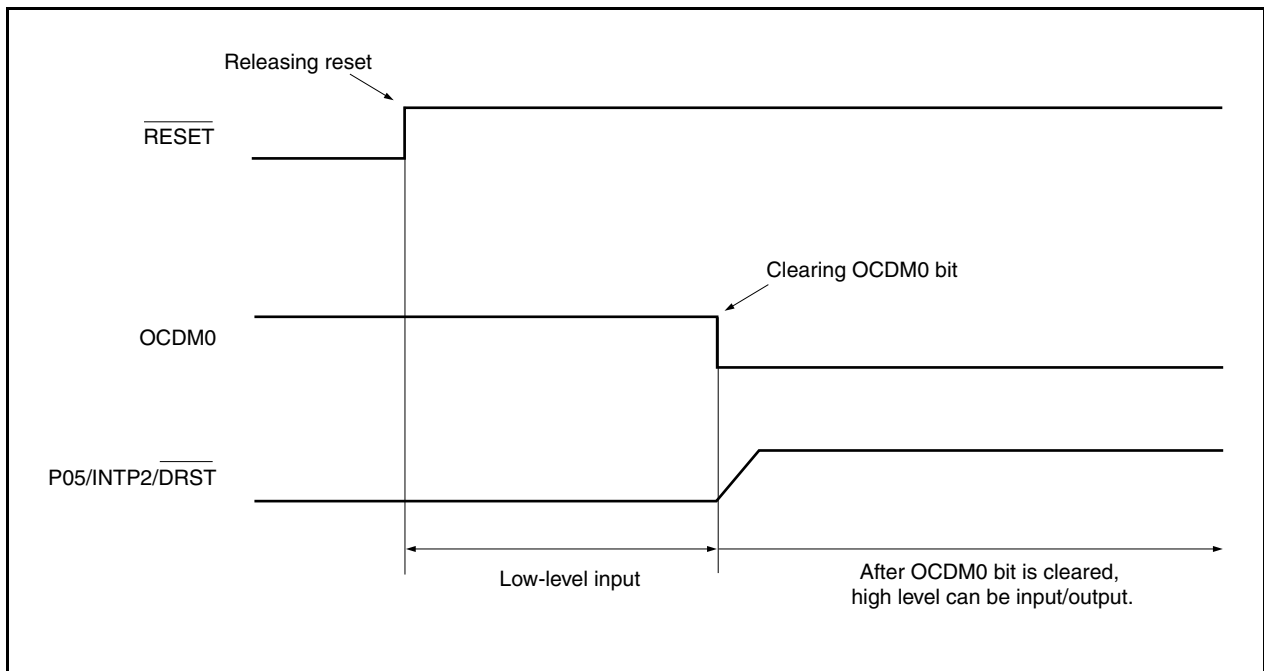 Releasing reset
RESET
Clearing OCDM0 bit
OCDM0
P05/INTP2/DRST
Low-level input
After OCDM0 bit is cleared,
high level can be input/output.